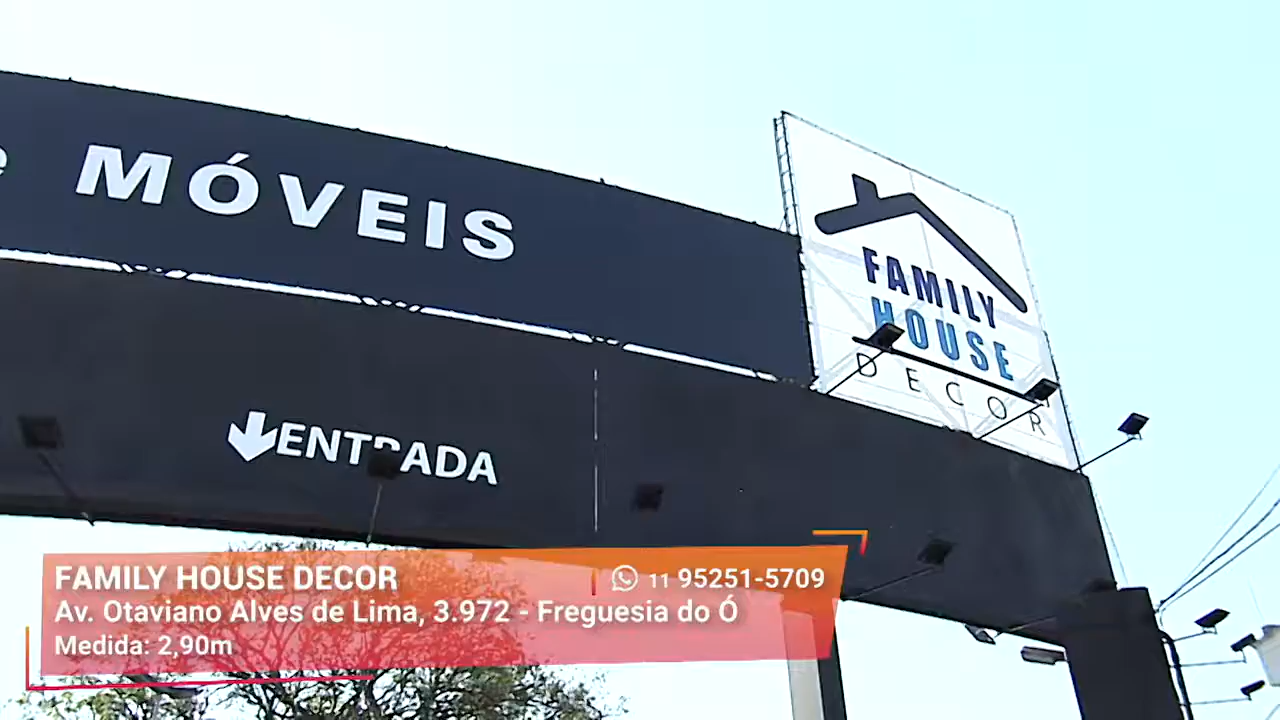 MÓVEIS
FAMILY
HOUSE
DECOR
ENTRADA
FAMILY HOUSE DECOR
11 95251-5709
Av. Otaviano Alves de Lima, 3.972 - Freguesia do Ó
Medida: 2,90m